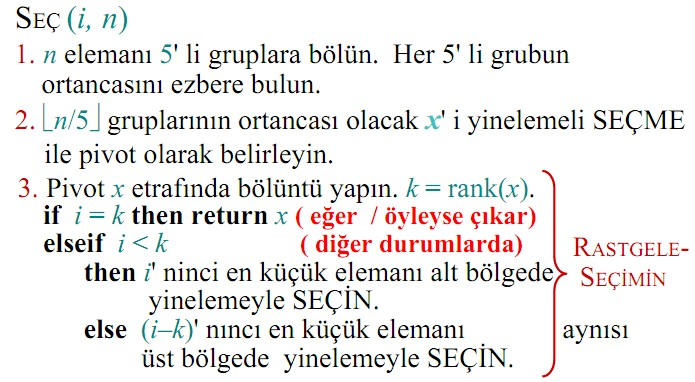 SEÇ (i, n)
1. n elemanı 5' li gruplara bölün. Her 5' li grubun
ortancasını ezbere bulun.
2. ⌊n/5⌋ gruplarının ortancası olacak x' i yinelemeli SEÇME
ile pivot olarak belirleyin.
3. Pivot x etrafında bölüntü yapın. k = rank(x).
if i = k then return x ( eğer / öyleyse çıkar)
elseif i < k ( diğer durumlarda)
then i' ninci en küçük elemanı alt bölgede
yinelemeyle SEÇİN.
else (i–k)' nıncı en küçük elemanı
üst bölgede yinelemeyle SEÇİN.
RASTGELE-
SEÇİMİN
aynısı